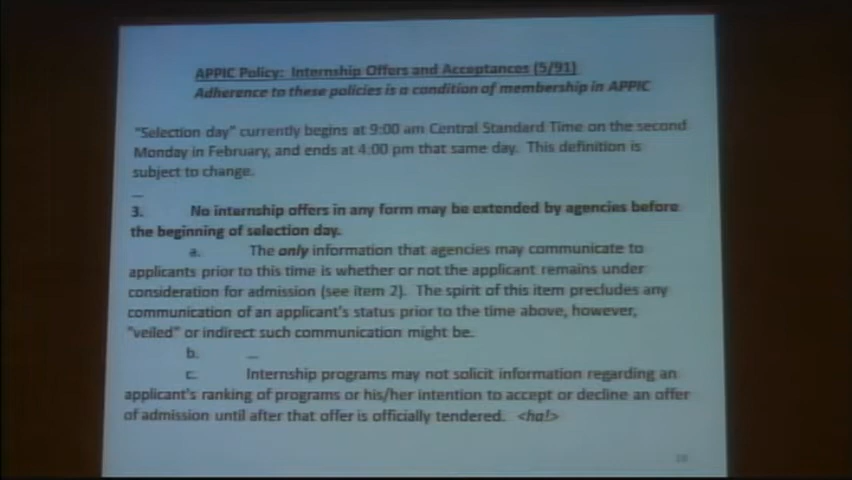 APPIC Policy: Internship Offers and Acceptances (5/91)
Adherence to these policies is a condition of membership in APPIC
"Selection day" currently begins at 9:00 am Central Standard Time on the second
Monday in February, and ends at 4:00 pm that same day. This definition is
subject to change.
...
3. No internship offers in any form may be extended by agencies before
the beginning of selection day.
a. The only information that agencies may communicate to
applicants prior to this time is whether or not the applicant remains under
consideration for admission (see item 2). The spirit of this item precludes any
communication of an applicant's status prior to the time above, however,
"veiled" or indirect such communication might be.
b. ...
c. Internship programs may not solicit information regarding an
applicant's ranking of programs or his/her intention to accept or decline an offer
of admission until after that offer is officially tendered. <ha!>